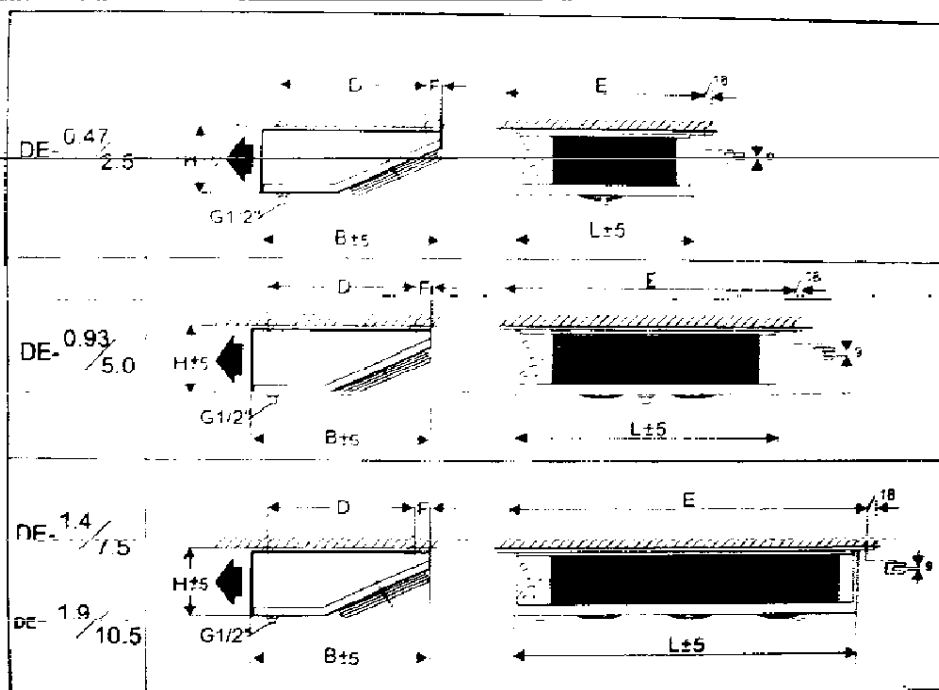 D F E 18
DE- 0.47/2.5 H 9
G1 2"
B±5 L±5
D F E 18
DE- 0.93/5.0 H±5 9
G1/2"
B±5 L±5
D F E 18
DE- 1.4/7.5 H±5 9
DE- 1.9/10.5 G1/2"
B±5 L±5